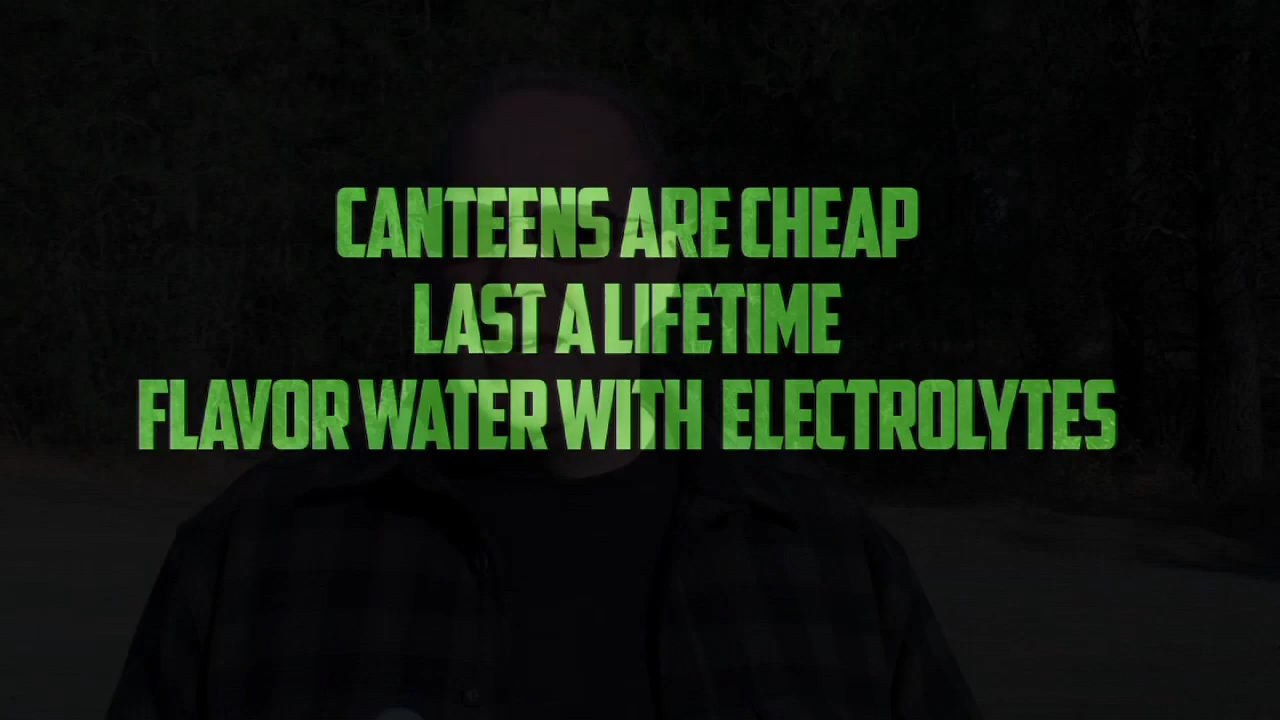 CANTEENS ARE CHEAP
LAST A LIFETIME
FLAVOR WATER WITH ELECTROLYTES